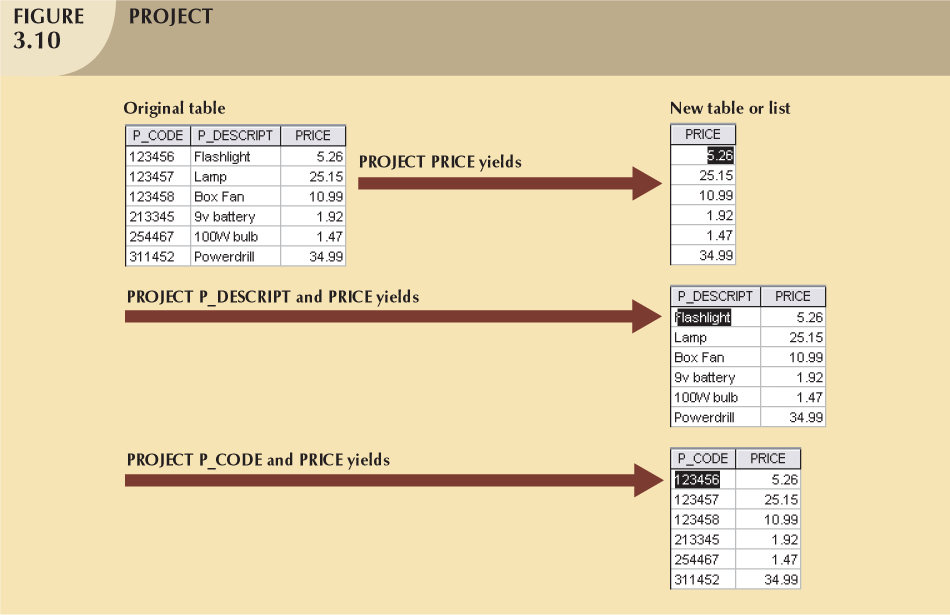 FIGURE 3.10
PROJECT
Original table
P_CODE P_DESCRIPT PRICE
123456 Flashlight 5.26
123457 Lamp 25.15
123458 Box Fan 10.99
213345 9v battery 1.92
254467 100W bulb 1.47
311452 Powerdrill 34.99
PROJECT PRICE yields
New table or list
PRICE
5.26
25.15
10.99
1.92
1.47
34.99
PROJECT P_DESCRIPT and PRICE yields
P_DESCRIPT PRICE
Flashlight 5.26
Lamp 25.15
Box Fan 10.99
9v battery 1.92
100W bulb 1.47
Powerdrill 34.99
PROJECT P_CODE and PRICE yields
P_CODE PRICE
123456 5.26
123457 25.15
123458 10.99
213345 1.92
254467 1.47
311452 34.99